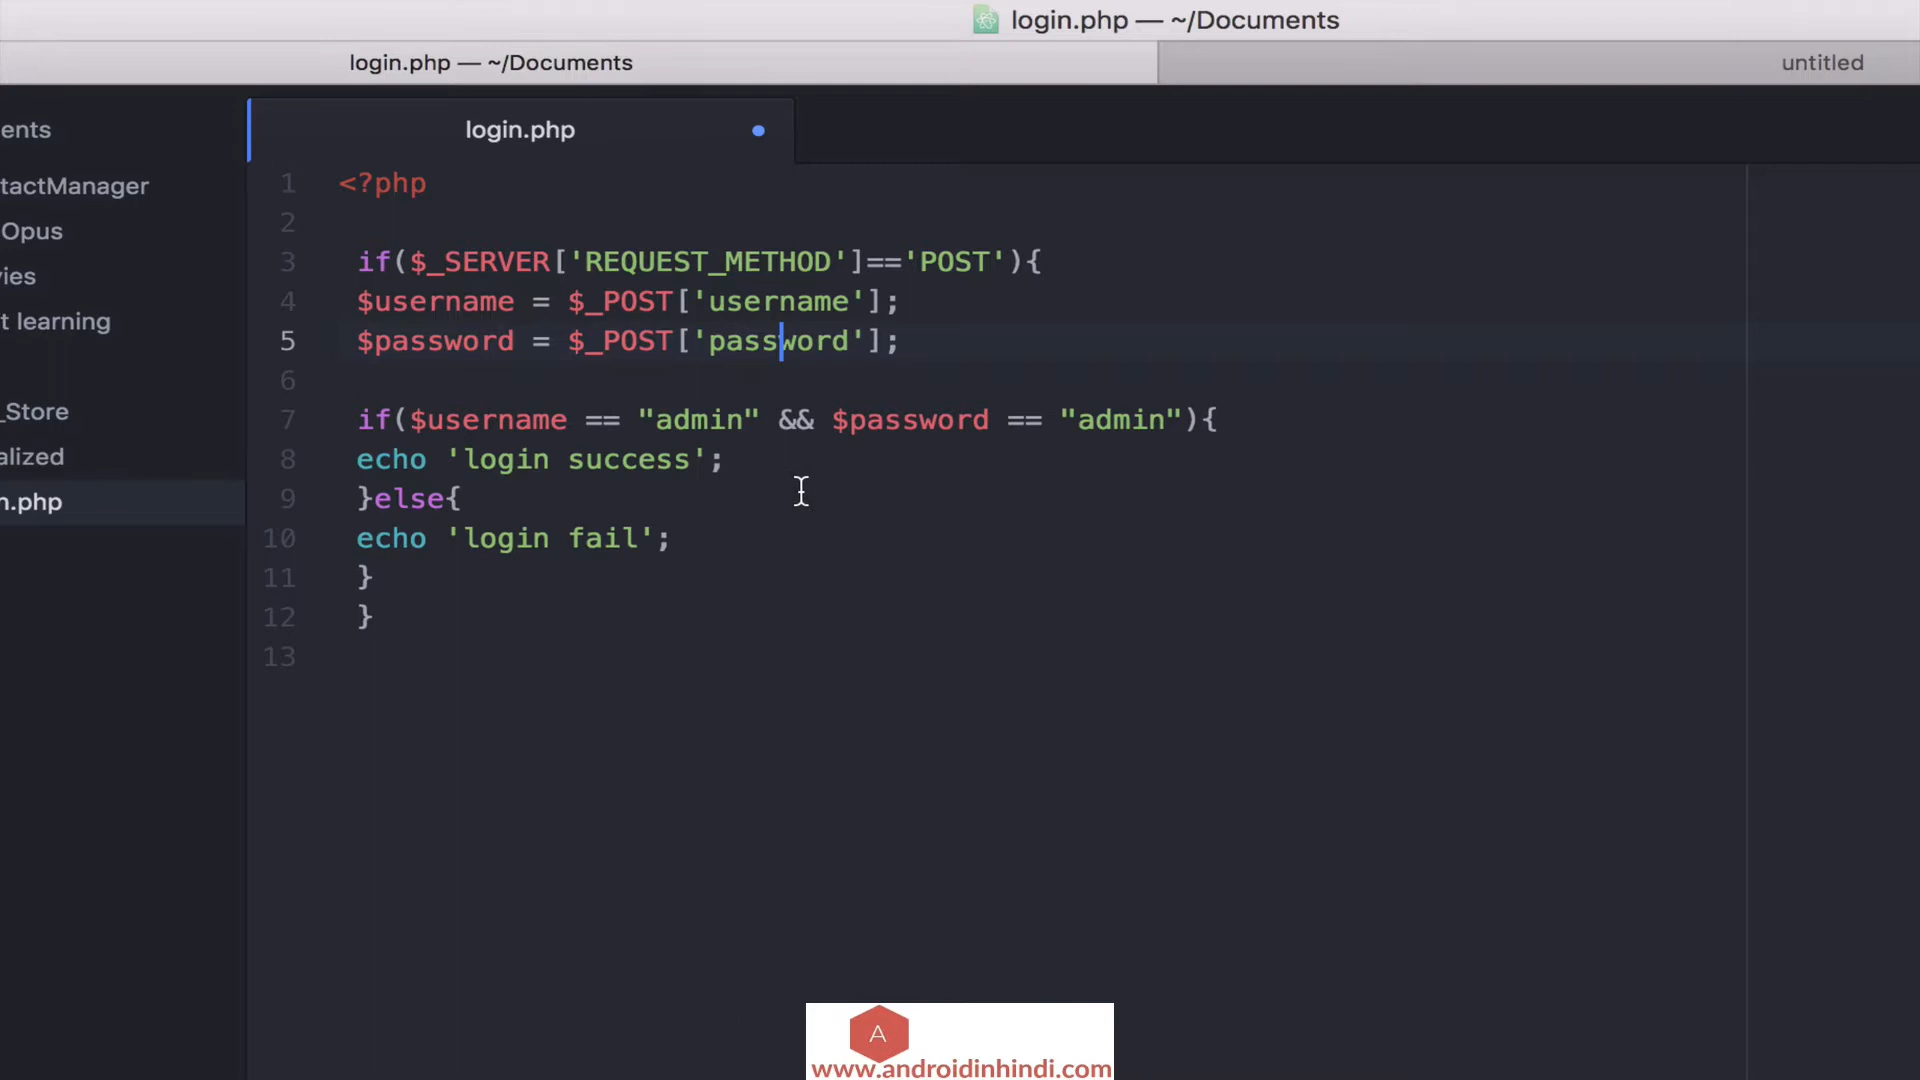 login.php — ~/Documents
login.php — ~/Documents
untitled
ents
tactManager
Opus
vies
t learning
_Store
alized
n.php
login.php
1 <?php
2
3 if($_SERVER['REQUEST_METHOD']=='POST'){
4 $username = $_POST['username'];
5 $password = $_POST['password'];
6
7 if($username == "admin" && $password == "admin"){
8 echo 'login success';
9 }else{
10 echo 'login fail';
11 }
12 }
13
A
www.androidinhindi.com